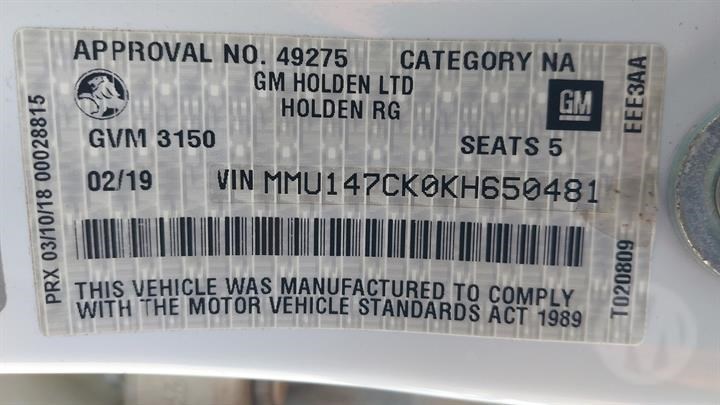 APPROVAL NO. 49275 CATEGORY NA
GM HOLDEN LTD
HOLDEN RG
GM
GVM 3150 SEATS 5
02/19 VIN MMU147CK0KH650481
THIS VEHICLE WAS MANUFACTURED TO COMPLY
WITH THE MOTOR VEHICLE STANDARDS ACT 1989
PRX 03/10/18 00028815
T020809 EEE3AA
M